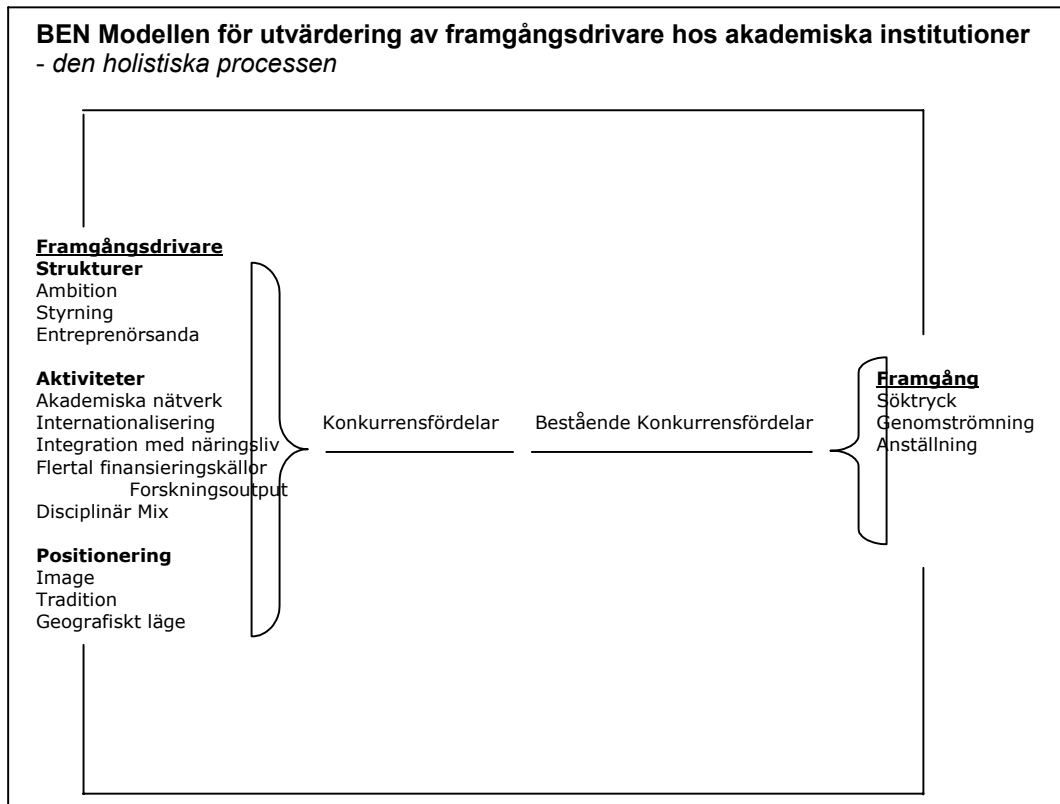 BEN Modellen för utvärdering av framgångsdrivare hos akademiska institutioner
- den holistiska processen
Framgångsdrivare
Strukturer
Ambition
Styrning
Entreprenörsanda
Aktiviteter
Akademiska nätverk
Internationalisering
Integration med näringsliv
Flertal finansieringskällor
Forskningsoutput
Disciplinär Mix
Positionering
Image
Tradition
Geografiskt läge
Konkurrensfördelar
Bestående Konkurrensfördelar
Framgång
Söktryck
Genomströmning
Anställning